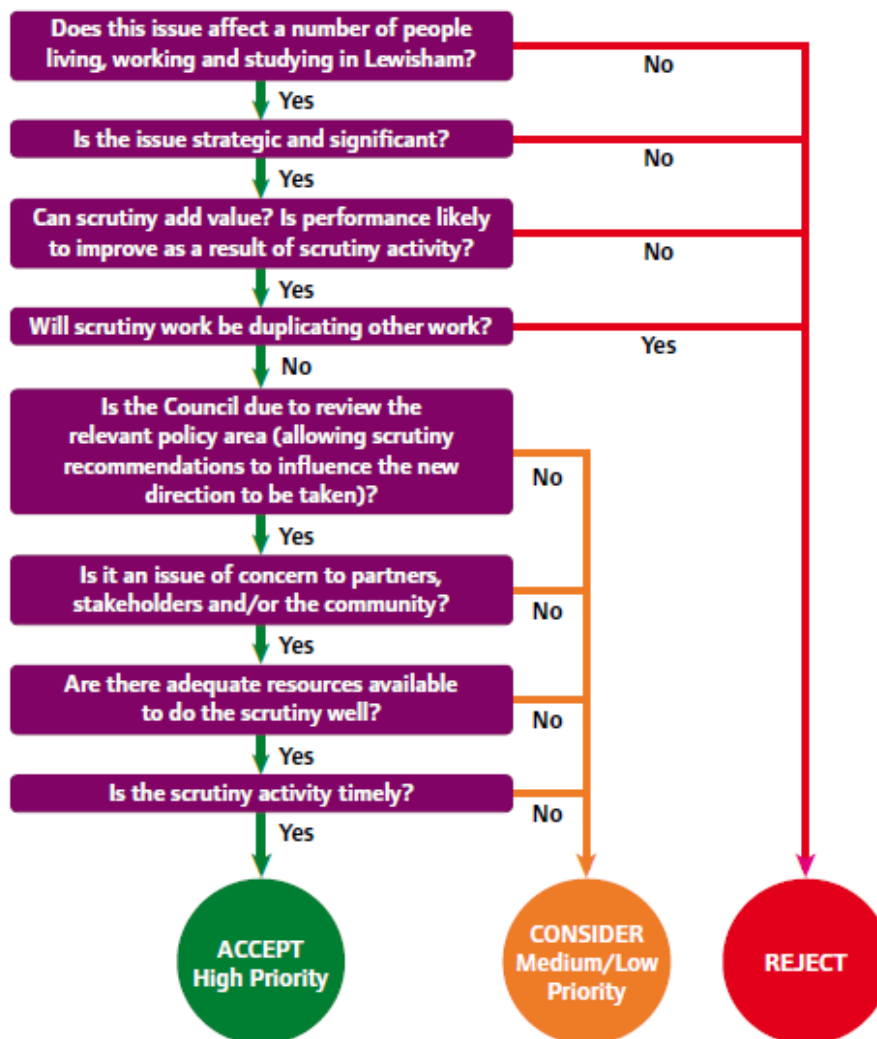 Does this issue affect a number of people
living, working and studying in Lewisham?
No
Yes
Is the issue strategic and significant?
No
Yes
Can scrutiny add value? Is performance likely
to improve as a result of scrutiny activity?
No
Yes
Will scrutiny work be duplicating other work?
Yes
No
Is the Council due to review the
relevant policy area (allowing scrutiny
recommendations to influence the new
direction to be taken)?
No
Yes
Is it an issue of concern to partners,
stakeholders and/or the community?
No
Yes
Are there adequate resources available
to do the scrutiny well?
No
Yes
Is the scrutiny activity timely?
No
Yes
ACCEPT
High Priority
CONSIDER
Medium/Low
Priority
REJECT